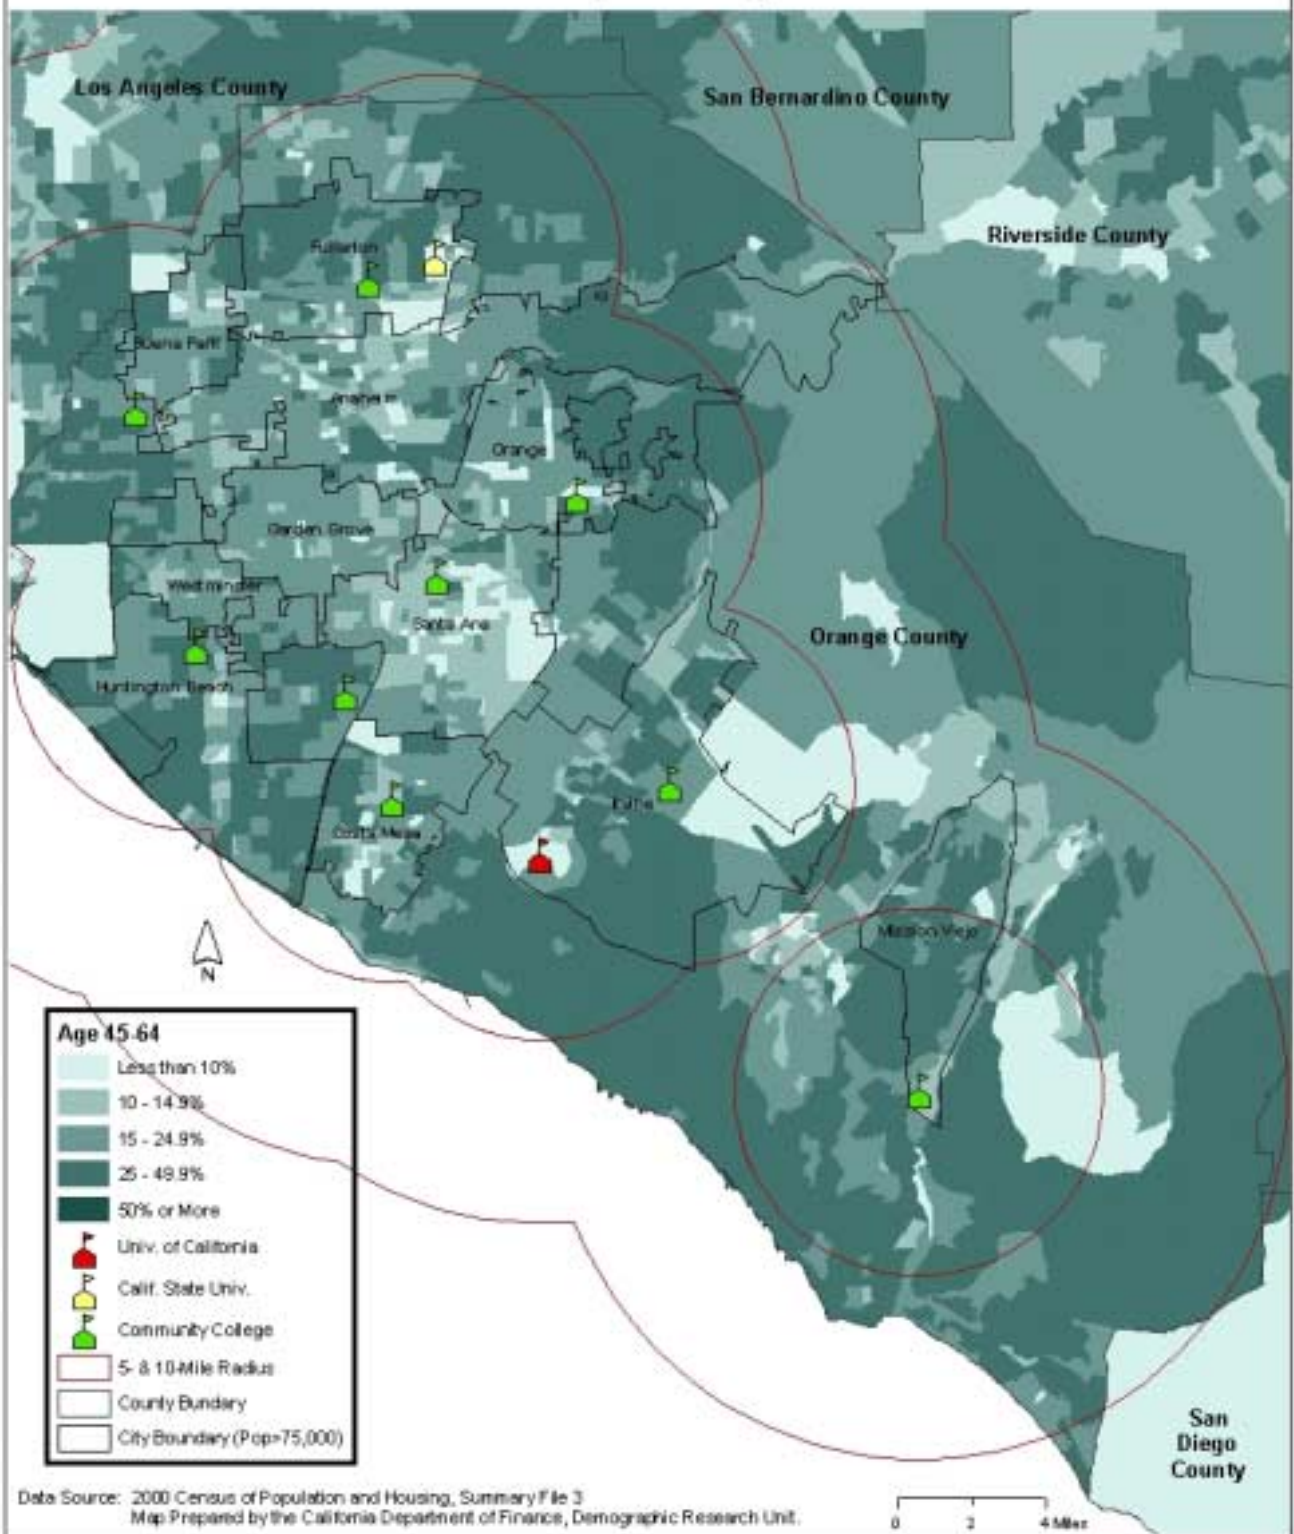 Los Angeles County
San Bernardino County
Riverside County
Fullerton
Buena Park
Anaheim
Orange
Garden Grove
Westminster
Santa Ana
Orange County
Huntington Beach
Irvine
Costa Mesa
Mission Viejo
N
Age 45-64
Less than 10%
10 - 14.9%
15 - 24.9%
25 - 49.9%
50% or More
Univ. of California
Calif. State Univ.
Community College
5- & 10-Mile Radius
County Bundary
City Boundary (Pop>75,000)
San
Diego
County
Data Source: 2000 Census of Population and Housing, Summary File 3
Map Prepared by the California Department of Finance, Demographic Research Unit.
0 2 4 Miles